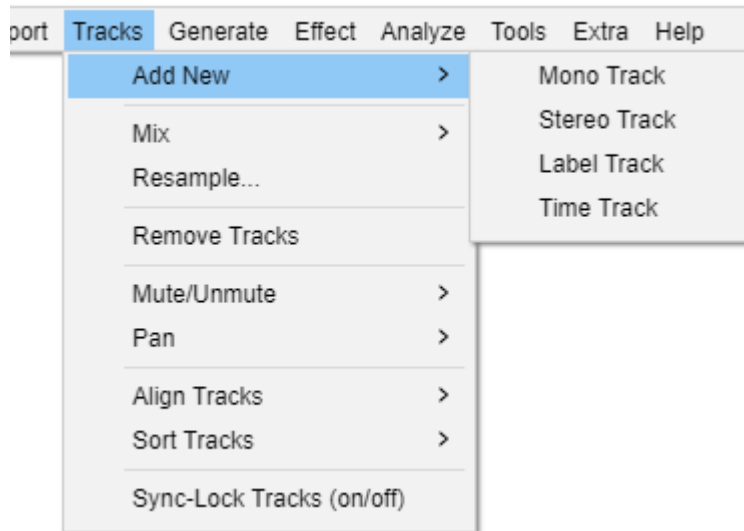 port Tracks Generate Effect Analyze Tools Extra Help
Add New > Mono Track
Mix > Stereo Track
Resample... Label Track
Time Track
Remove Tracks
Mute/Unmute >
Pan >
Align Tracks >
Sort Tracks >
Sync-Lock Tracks (on/off)